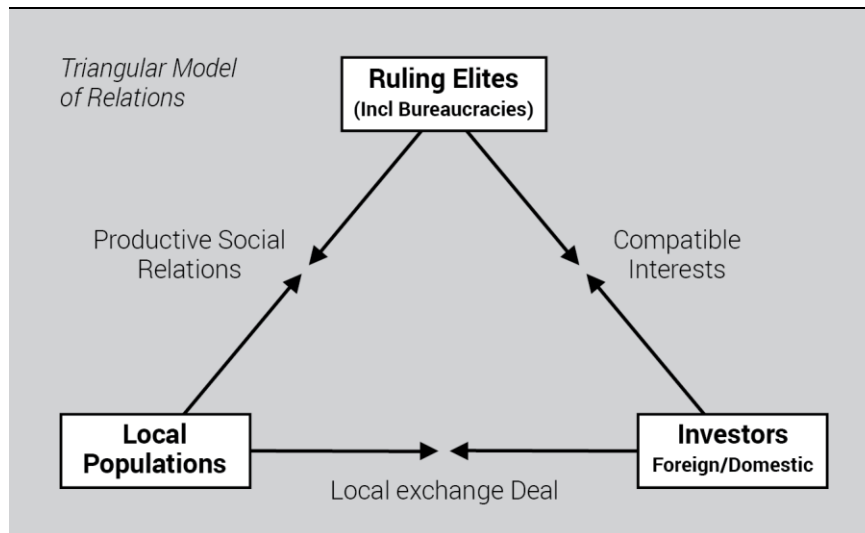 Triangular Model
of Relations
Ruling Elites
(Incl Bureaucracies)
Productive Social
Relations
Compatible
Interests
Local
Populations
Investors
Foreign/Domestic
Local exchange Deal